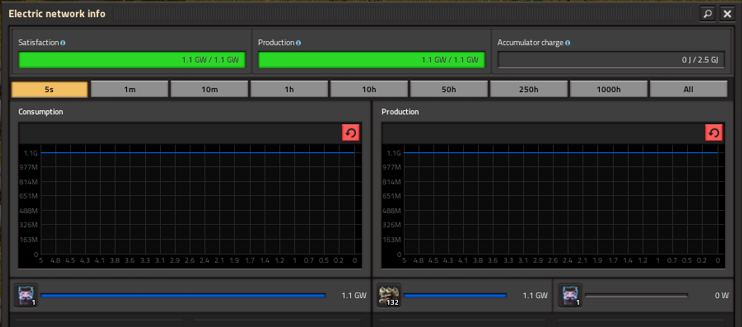 Electric network info
Satisfaction
1.1 GW / 1.1 GW
Production
1.1 GW / 1.1 GW
Accumulator charge
0 J / 2.5 GJ
5s 1m 10m 1h 10h 50h 250h 1000h All
Consumption
1.1G
977M
814M
651M
488M
326M
163M
0
5 4.8 4.5 4.3 4.1 3.8 3.6 3.3 3.1 2.9 2.6 2.4 2.1 1.9 1.7 1.4 1.2 1 0.7 0.5 0.2 0
Production
1.1G
977M
814M
651M
488M
326M
163M
0
5 4.8 4.5 4.3 4.1 3.8 3.6 3.3 3.1 2.9 2.6 2.4 2.1 1.9 1.7 1.4 1.2 1 0.7 0.5 0.2 0
1 1.1 GW
132 1.1 GW
1 0 W